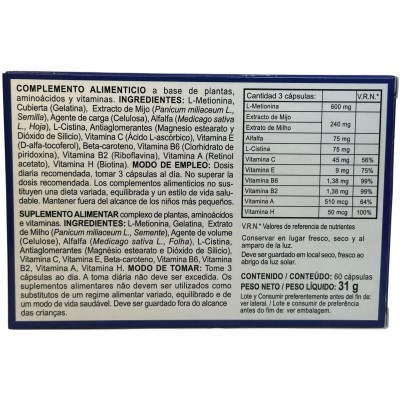 COMPLEMENTO ALIMENTICIO a base de plantas,
aminoácidos y vitaminas. INGREDIENTES: L-Metionina,
Cubierta (Gelatina), Extracto de Mijo (Panicum miliaceum L.,
Semilla), Agente de carga (Celulosa), Alfalfa (Medicago sativa
L., Hoja), L-Cistina, Antiaglomerantes (Magnesio estearato y
Dióxido de Silicio), Vitamina C (Ácido L-ascórbico), Vitamina E
(D-alfa-tocoferol), Beta-caroteno, Vitamina B6 (Clorhidrato de
piridoxina), Vitamina B2 (Riboflavina), Vitamina A (Retinol
acetato), Vitamina H (Biotina). MODO DE EMPLEO: Dosis
diaria recomendada, tomar 3 cápsulas al día. No superar la
dosis recomendada. Los complementos alimenticios no sustituyen
una dieta variada, equilibrada y un estilo de vida saludable.
Mantener fuera del alcance de los niños más pequeños.
SUPLEMENTO ALIMENTAR complexo de plantas, aminoácidos
e vitaminas. INGREDIENTES: L-Metionina, Gelatina, Extrato
de Milho (Panicum miliaceum L., Semente), Agente de volume
(Celulose), Alfalfa (Medicago sativa L., Folha), L-Cistina,
Antiaglomerantes (Magnésio estearato e Dióxido de Silício),
Vitamina C, Vitamina E, Beta-caroteno, Vitamina B6, Vitamina
B2, Vitamina A, Vitamina H. MODO DE TOMAR: Tome 3
cápsulas ao día. A toma diária não deve ser excedida. Os
suplementos alimentares não devem ser utilizados como
substitutos de um regime alimentar variado, equilibrado e de
um modo de vida saudável. Deve ser guardado fora do alcance
das crianças.
Cantidad 3 cápsulas: V.R.N.*
L-Metionina 600 mg
Extracto de Mijo
Extrato de Milho 240 mg
Alfalfa 75 mg
L-Cistina 75 mg
Vitamina C 45 mg 56%
Vitamina E 9 mg 75%
Vitamina B6 1,38 mg 99%
Vitamina B2 1,38 mg 99%
Vitamina A 510 mcg 64%
Vitamina H 50 mcg 100%
V.R.N.* Valores de referencia de nutrientes
Conservar en lugar fresco, seco y al
amparo de la luz.
Deve ser guardado em local seco, fresco ao
abrigo da luz solar.
CONTENIDO / CONTEÚDO: 60 cápsulas
PESO NETO / PESO LÍQUIDO: 31 g
Lote y Consumir preferentemente antes del fin de:
ver lateral. / Lote e consumir de preferência
antes do fim de: ver embalagem.